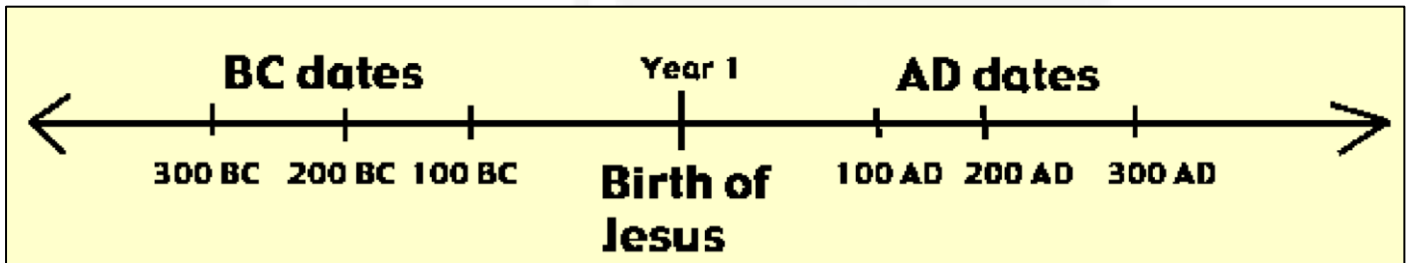 BC dates
Year 1
AD dates
300 BC 200 BC 100 BC
Birth of
Jesus
100 AD 200 AD 300 AD